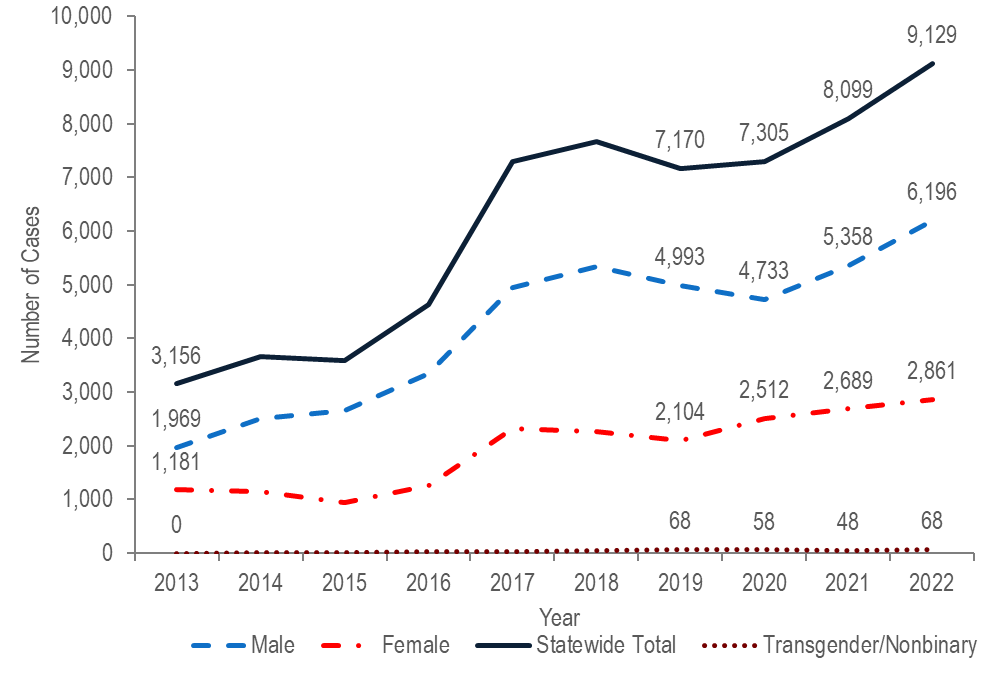 10,000
9,000
8,000
7,000
6,000
5,000
4,000
3,000
2,000
1,000
0
Number of Cases
3,156 7,170 7,305 8,099 9,129
1,969 4,993 4,733 5,358 6,196
1,181 2,104 2,512 2,689 2,861
0 68 58 48 68
2013 2014 2015 2016 2017 2018 2019 2020 2021 2022
Year
Male Female Statewide Total Transgender/Nonbinary